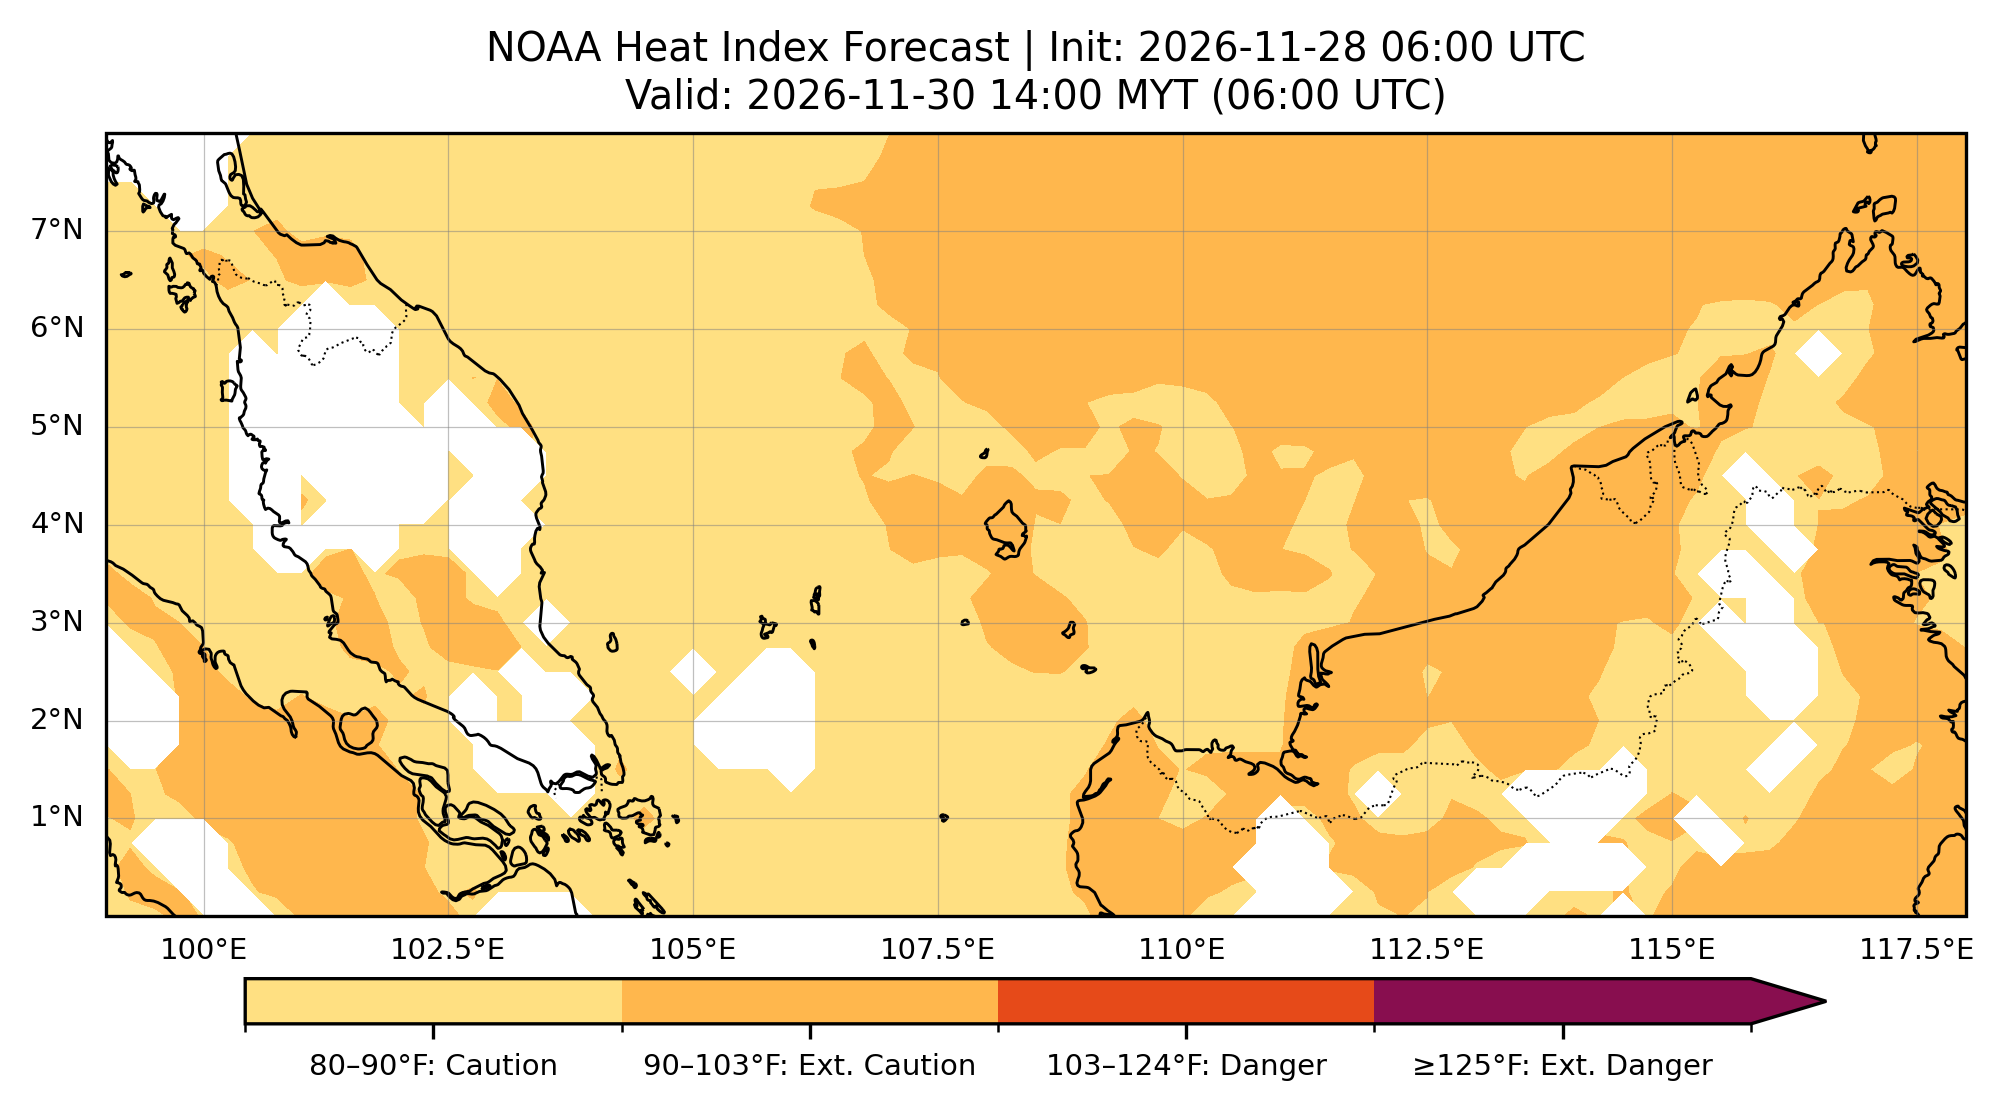 NOAA Heat Index Forecast | Init: 2026-11-28 06:00 UTC
Valid: 2026-11-30 14:00 MYT (06:00 UTC)
7°N
6°N
5°N
4°N
3°N
2°N
1°N
100°E 102.5°E 105°E 107.5°E 110°E 112.5°E 115°E 117.5°E
80–90°F: Caution 90–103°F: Ext. Caution 103–124°F: Danger ≥125°F: Ext. Danger